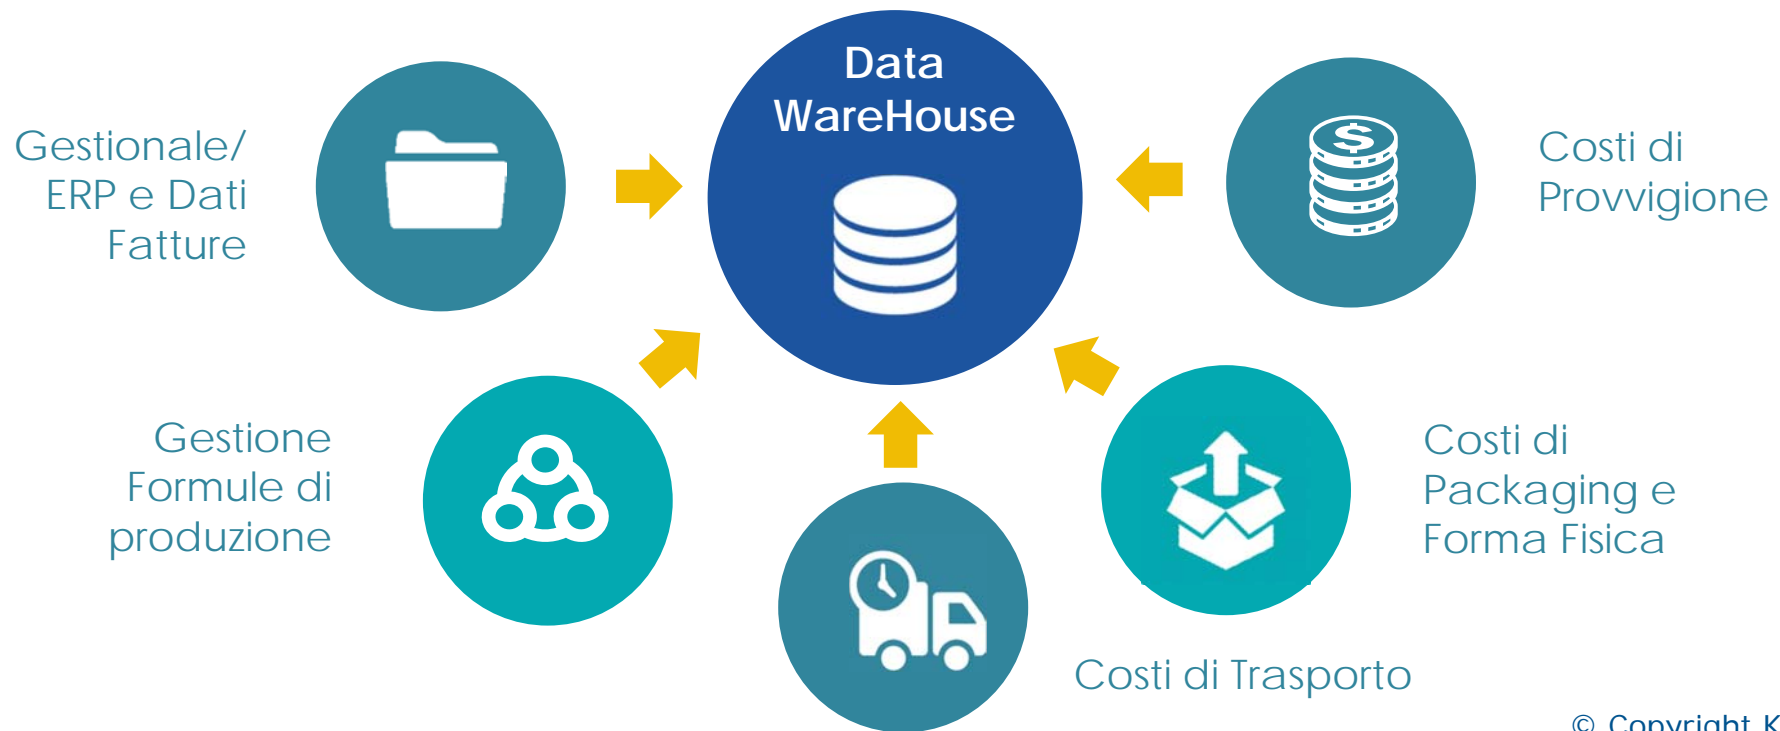 Data
WareHouse
Gestionale/
ERP e Dati
Fatture
Costi di
Provvigione
Gestione
Formule di
produzione
Costi di
Packaging e
Forma Fisica
Costi di Trasporto
© Copyright K